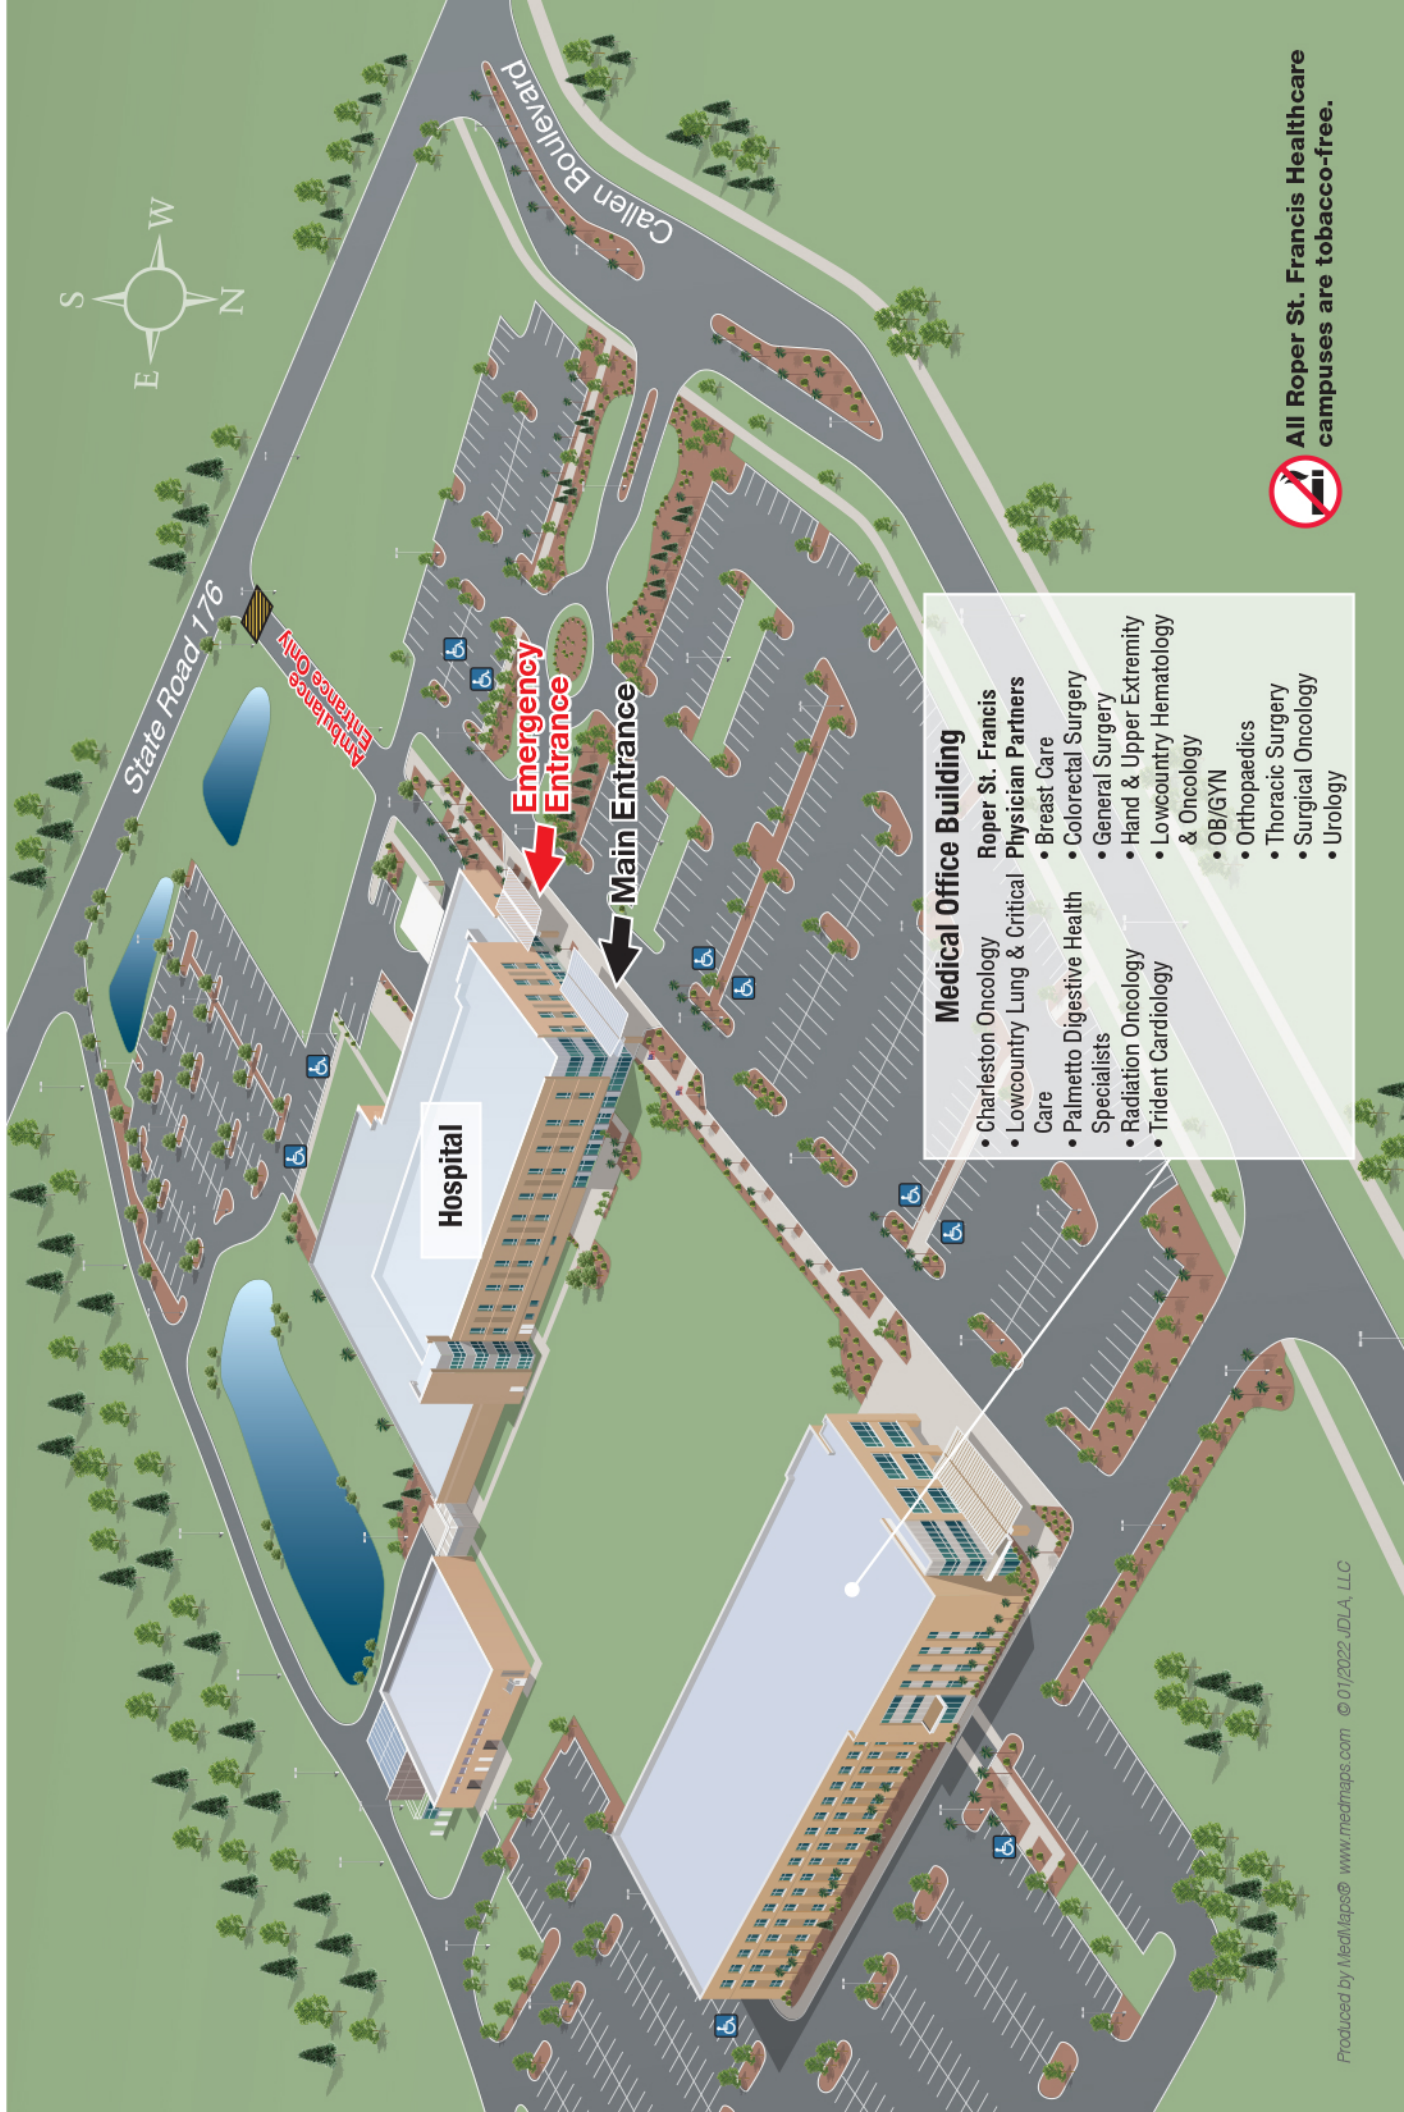 S
E
W
N
State Road 176
Callen Boulevard
Ambulance
Entrance Only
Emergency
Entrance
Main Entrance
Hospital
Medical Office Building
• Charleston Oncology
• Lowcountry Lung & Critical
Care
• Palmetto Digestive Health
Specialists
• Radiation Oncology
• Trident Cardiology
Roper St. Francis
Physician Partners
• Breast Care
• Colorectal Surgery
• General Surgery
• Hand & Upper Extremity
• Lowcountry Hematology
& Oncology
• OB/GYN
• Orthopaedics
• Thoracic Surgery
• Surgical Oncology
• Urology
All Roper St. Francis Healthcare
campuses are tobacco-free.
Produced by MedMaps® www.medmaps.com © 01/2022 JDLA, LLC